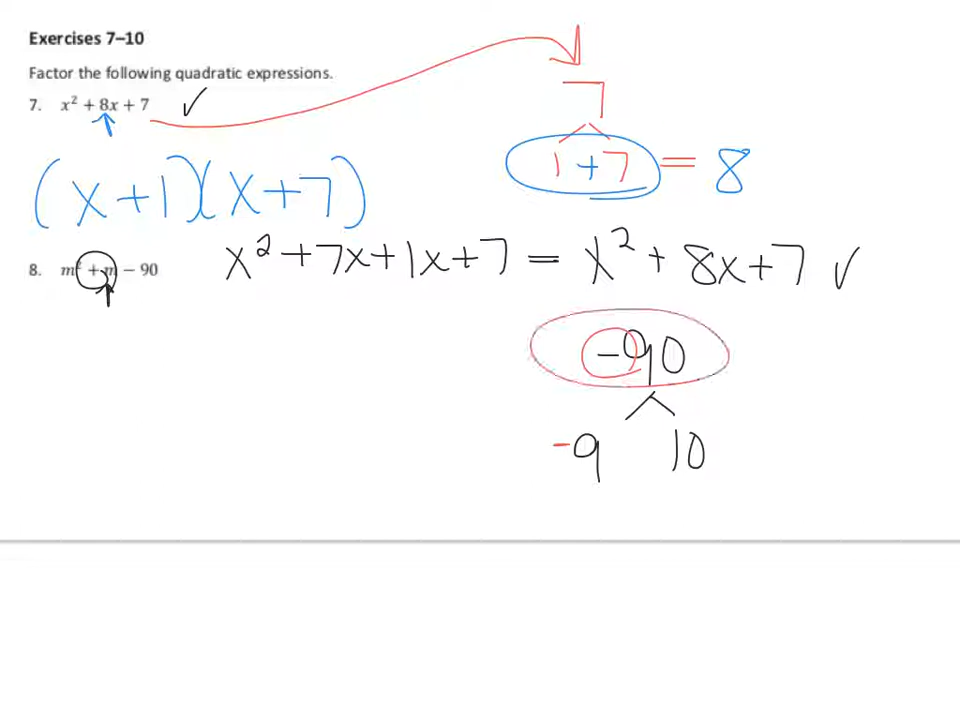 Exercises 7–10
Factor the following quadratic expressions.
7. x² + 8x + 7 ✓
7
1 + 7 = 8
(x + 1)(x + 7)
x² + 7x + 1x + 7 = x² + 8x + 7 ✓
8. m² + m − 90
−90
−9 10